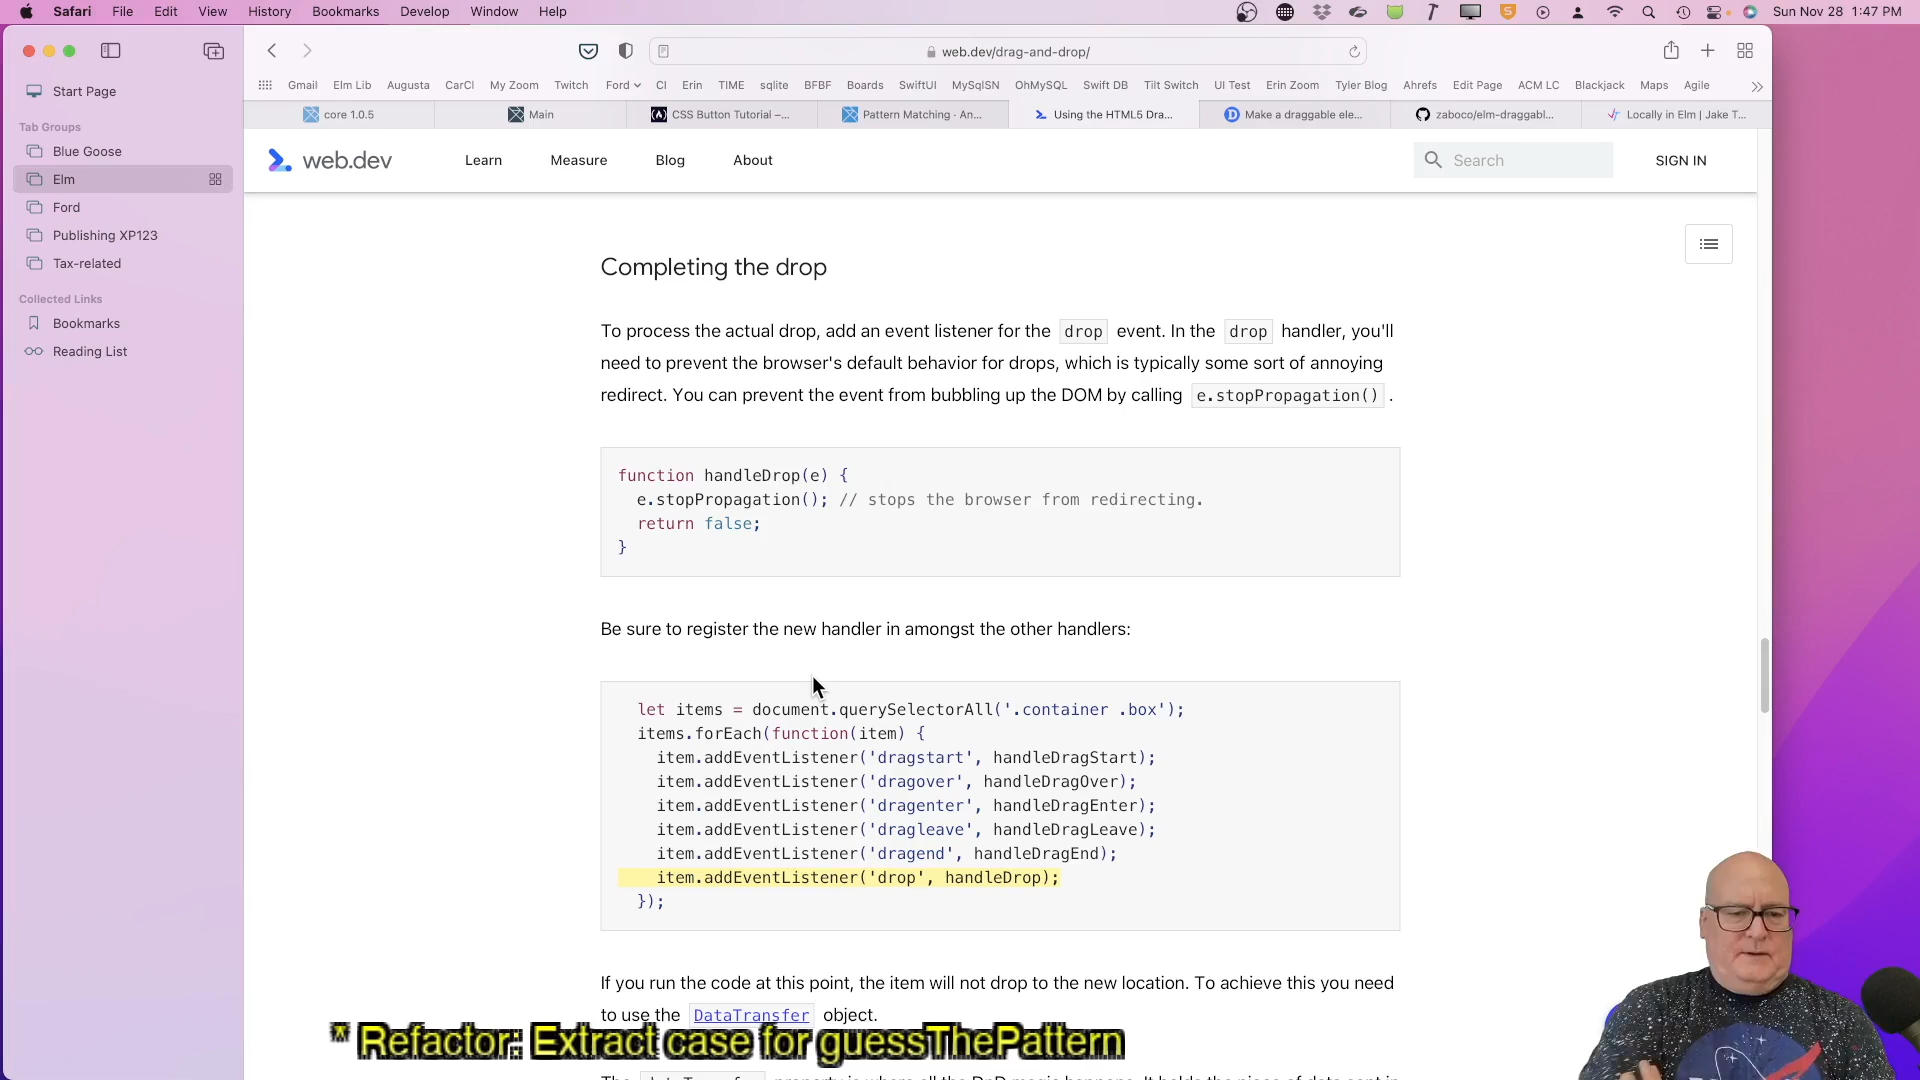 Safari File Edit View History Bookmarks Develop Window Help
Sun Nov 28 1:47 PM
web.dev/drag-and-drop/
Gmail Elm Lib Augusta CarCl My Zoom Twitch Ford CI Erin TIME sqlite BFBF Boards SwiftUI MySqlSN OhMySQL Swift DB Tilt Switch UI Test Erin Zoom Tyler Blog Ahrefs Edit Page ACM LC Blackjack Maps Agile
core 1.0.5 Main CSS Button Tutorial –... Pattern Matching · An... Using the HTML5 Dra... Make a draggable ele... zaboco/elm-draggabl... Locally in Elm | Jake T...
Start Page
Tab Groups
Blue Goose
Elm
Ford
Publishing XP123
Tax-related
Collected Links
Bookmarks
Reading List
web.dev Learn Measure Blog About Search SIGN IN
Completing the drop
To process the actual drop, add an event listener for the drop event. In the drop handler, you'll
need to prevent the browser's default behavior for drops, which is typically some sort of annoying
redirect. You can prevent the event from bubbling up the DOM by calling e.stopPropagation() .
function handleDrop(e) {
e.stopPropagation(); // stops the browser from redirecting.
return false;
}
Be sure to register the new handler in amongst the other handlers:
let items = document.querySelectorAll('.container .box');
items.forEach(function(item) {
item.addEventListener('dragstart', handleDragStart);
item.addEventListener('dragover', handleDragOver);
item.addEventListener('dragenter', handleDragEnter);
item.addEventListener('dragleave', handleDragLeave);
item.addEventListener('dragend', handleDragEnd);
item.addEventListener('drop', handleDrop);
});
If you run the code at this point, the item will not drop to the new location. To achieve this you need
to use the DataTransfer object.
* Refactor: Extract case for guessThePattern